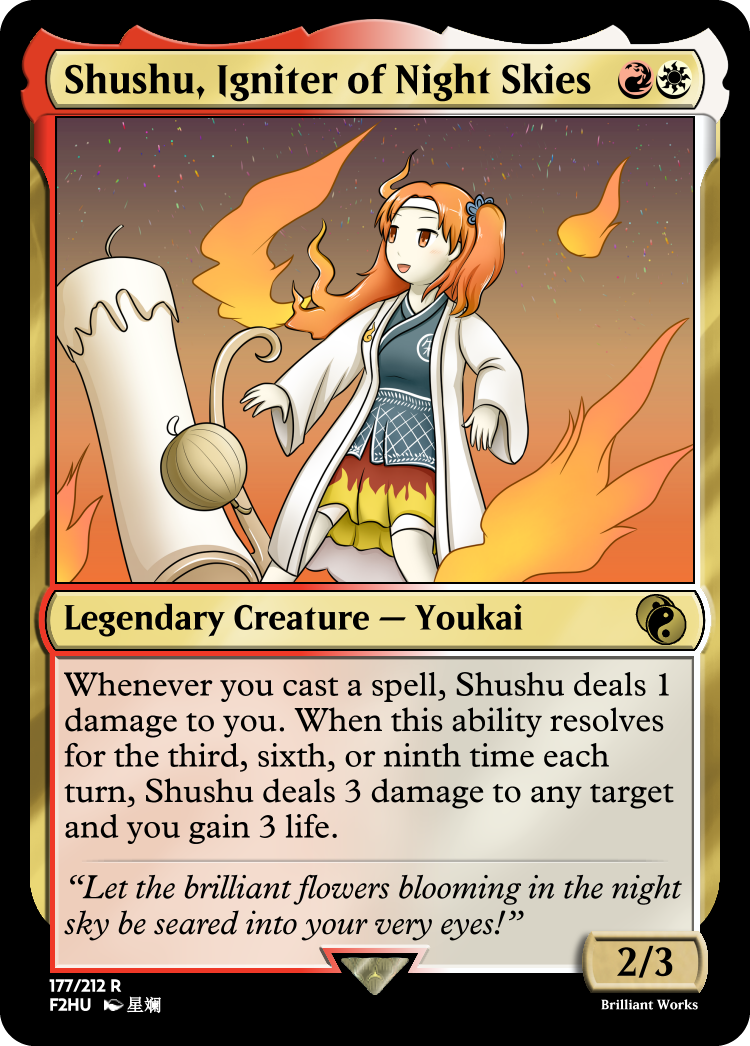 Shushu, Igniter of Night Skies
Legendary Creature — Youkai
Whenever you cast a spell, Shushu deals 1
damage to you. When this ability resolves
for the third, sixth, or ninth time each
turn, Shushu deals 3 damage to any target
and you gain 3 life.
“Let the brilliant flowers blooming in the night
sky be seared into your very eyes!”
2/3
177/212 R
F2HU 星斓
Brilliant Works